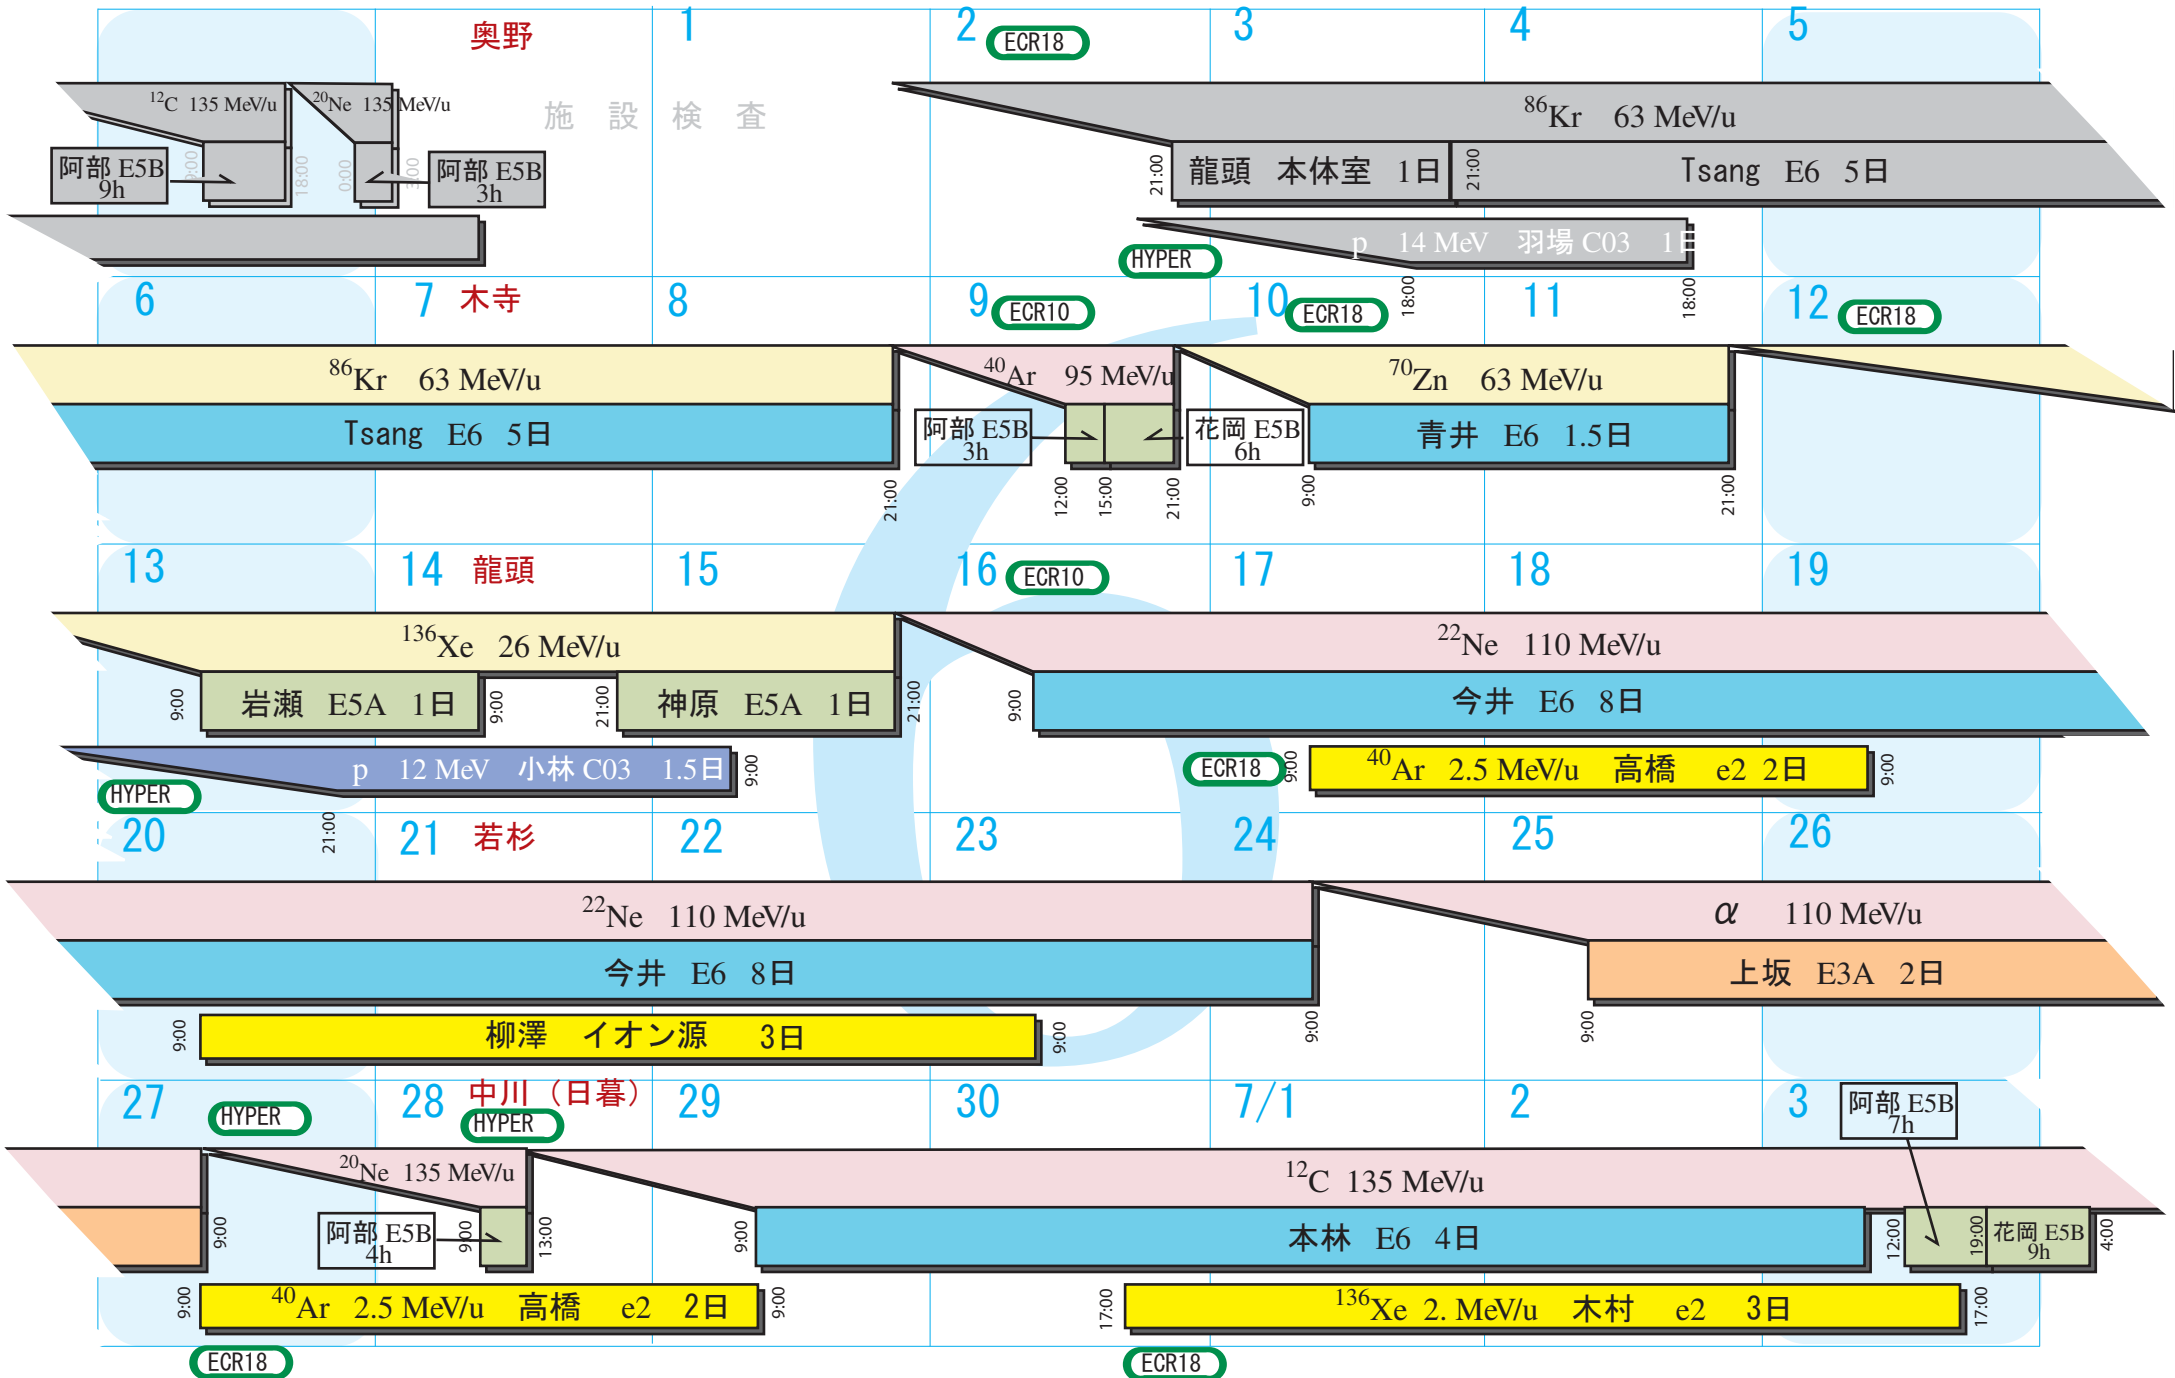 奥野 1 2 ECR18 3 4 5
12C 135 MeV/u 20Ne 135 MeV/u 施設検査 86Kr 63 MeV/u
阿部 E5B
9h
9:00 18:00 0:00 3:00
阿部 E5B
3h
21:00 龍頭 本体室 1日 21:00 Tsang E6 5日
HYPER p 14 MeV 羽場 C03 1日
18:00 18:00
6 7 木寺 8 9 ECR10 10 ECR18 11 12 ECR18
86Kr 63 MeV/u 40Ar 95 MeV/u 70Zn 63 MeV/u
Tsang E6 5日
阿部 E5B
3h
花岡 E5B
6h
青井 E6 1.5日
21:00 12:00 15:00 21:00 9:00 21:00
13 14 龍頭 15 16 ECR10 17 18 19
136Xe 26 MeV/u 22Ne 110 MeV/u
9:00 岩瀬 E5A 1日 9:00 21:00 神原 E5A 1日 21:00 9:00 今井 E6 8日
HYPER p 12 MeV 小林 C03 1.5日 9:00 ECR18 9:00 40Ar 2.5 MeV/u 高橋 e2 2日 9:00
21:00
20 21 若杉 22 23 24 25 26
22Ne 110 MeV/u α 110 MeV/u
今井 E6 8日 上坂 E3A 2日
9:00 柳澤 イオン源 3日 9:00 9:00 9:00
27 HYPER 28 中川（日暮） HYPER 29 30 7/1 2 3
阿部 E5B
7h
20Ne 135 MeV/u 12C 135 MeV/u
9:00
阿部 E5B
4h
9:00 13:00 9:00 本林 E6 4日 12:00 19:00
花岡 E5B
9h
4:00
9:00 40Ar 2.5 MeV/u 高橋 e2 2日 9:00 17:00 136Xe 2. MeV/u 木村 e2 3日 17:00
ECR18 ECR18